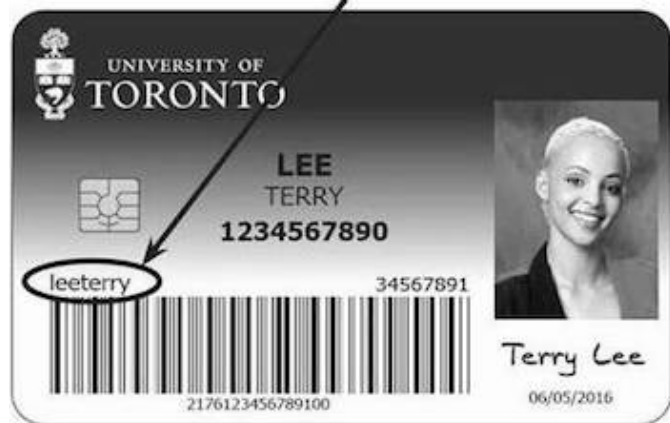 UNIVERSITY OF
TORONTO
LEE
TERRY
1234567890
leeterry
34567891
2176123456789100
Terry Lee
06/05/2016